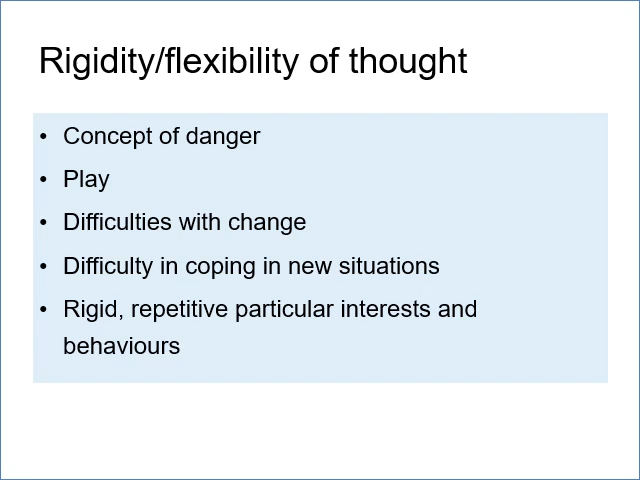 Rigidity/flexibility of thought
• Concept of danger
• Play
• Difficulties with change
• Difficulty in coping in new situations
• Rigid, repetitive particular interests and
behaviours